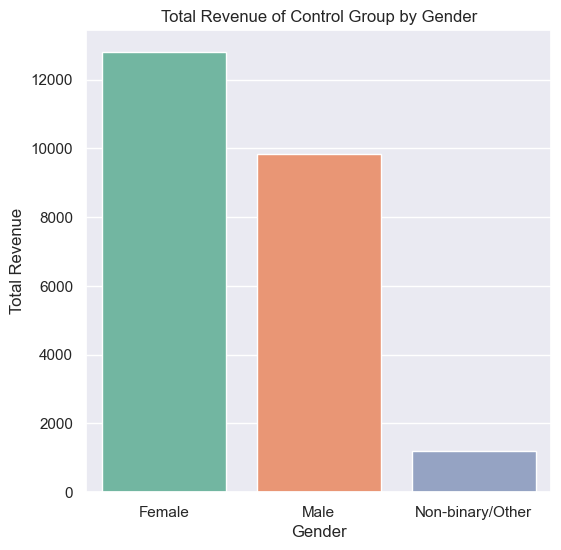 Total Revenue of Control Group by Gender
Total Revenue
12000
10000
8000
6000
4000
2000
0
Female
Male
Non-binary/Other
Gender